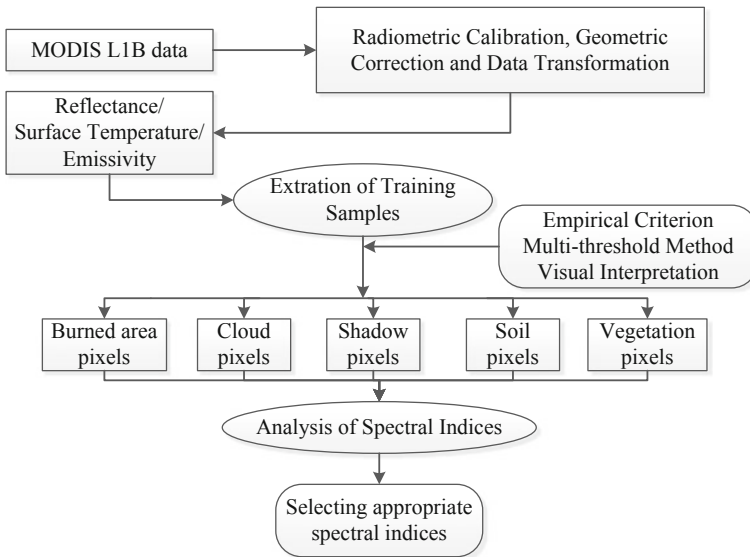 MODIS L1B data
Radiometric Calibration, Geometric
Correction and Data Transformation
Reflectance/
Surface Temperature/
Emissivity
Extration of Training
Samples
Empirical Criterion
Multi-threshold Method
Visual Interpretation
Burned area
pixels
Cloud
pixels
Shadow
pixels
Soil
pixels
Vegetation
pixels
Analysis of Spectral Indices
Selecting appropriate
spectral indices